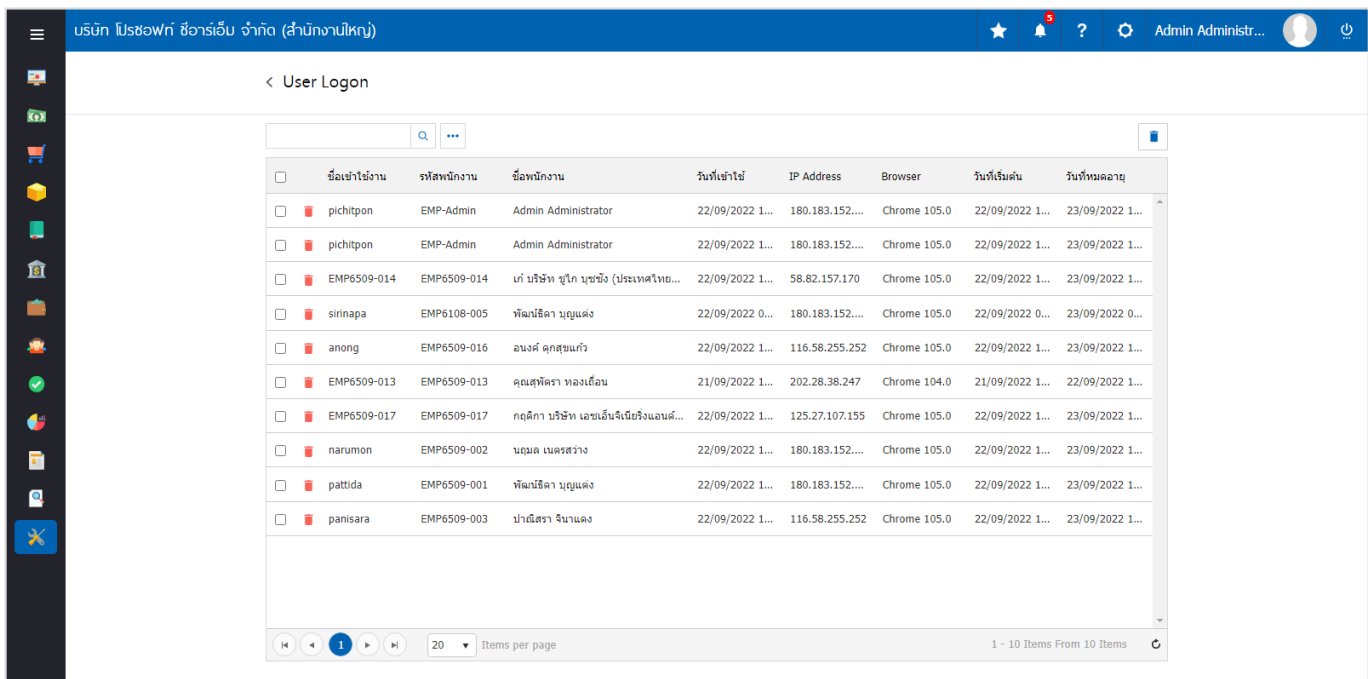 บริษัท โปรซอฟท์ ซีอาร์เอ็ม จำกัด (สำนักงานใหญ่) 5 ? Admin Administr...
< User Logon
ชื่อเข้าใช้งาน รหัสพนักงาน ชื่อพนักงาน วันที่เข้าใช้ IP Address Browser วันที่เริ่มต้น วันที่หมดอายุ
pichitpon EMP-Admin Admin Administrator 22/09/2022 1... 180.183.152.... Chrome 105.0 22/09/2022 1... 23/09/2022 1...
pichitpon EMP-Admin Admin Administrator 22/09/2022 1... 180.183.152.... Chrome 105.0 22/09/2022 1... 23/09/2022 1...
EMP6509-014 EMP6509-014 เก๋ บริษัท ชูไก บุชชิ่ง (ประเทศไทย... 22/09/2022 1... 58.82.157.170 Chrome 105.0 22/09/2022 1... 23/09/2022 1...
sirinapa EMP6108-005 พัฒน์ธิดา บุญแต่ง 22/09/2022 0... 180.183.152.... Chrome 105.0 22/09/2022 0... 23/09/2022 0...
anong EMP6509-016 อนงค์ ดุกสุขแก้ว 22/09/2022 1... 116.58.255.252 Chrome 105.0 22/09/2022 1... 23/09/2022 1...
EMP6509-013 EMP6509-013 คุณสุพัตรา ทองเถื่อน 21/09/2022 1... 202.28.38.247 Chrome 104.0 21/09/2022 1... 22/09/2022 1...
EMP6509-017 EMP6509-017 กฤติกา บริษัท เอชเอ็นจิเนียริ่งแอนด์... 22/09/2022 1... 125.27.107.155 Chrome 105.0 22/09/2022 1... 23/09/2022 1...
narumon EMP6509-002 นฤมล เนตรสว่าง 22/09/2022 1... 180.183.152.... Chrome 105.0 22/09/2022 1... 23/09/2022 1...
pattida EMP6509-001 พัฒน์ธิดา บุญแต่ง 22/09/2022 1... 180.183.152.... Chrome 105.0 22/09/2022 1... 23/09/2022 1...
panisara EMP6509-003 ปาณิสรา จินาแดง 22/09/2022 1... 116.58.255.252 Chrome 105.0 22/09/2022 1... 23/09/2022 1...
1 20 Items per page 1 - 10 Items From 10 Items